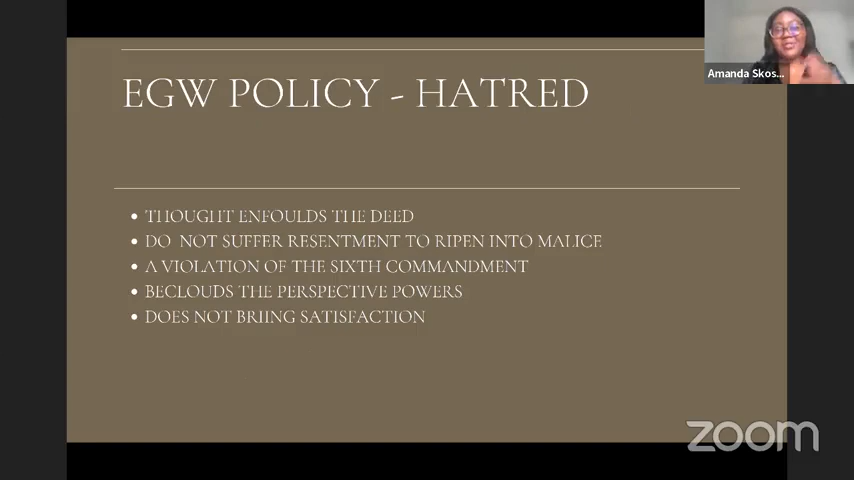 Amanda Skos...
EGW POLICY - HATRED
THOUGHT ENFOULDS THE DEED
DO NOT SUFFER RESENTMENT TO RIPEN INTO MALICE
A VIOLATION OF THE SIXTH COMMANDMENT
BECLOUDS THE PERSPECTIVE POWERS
DOES NOT BRIING SATISFACTION
zoom